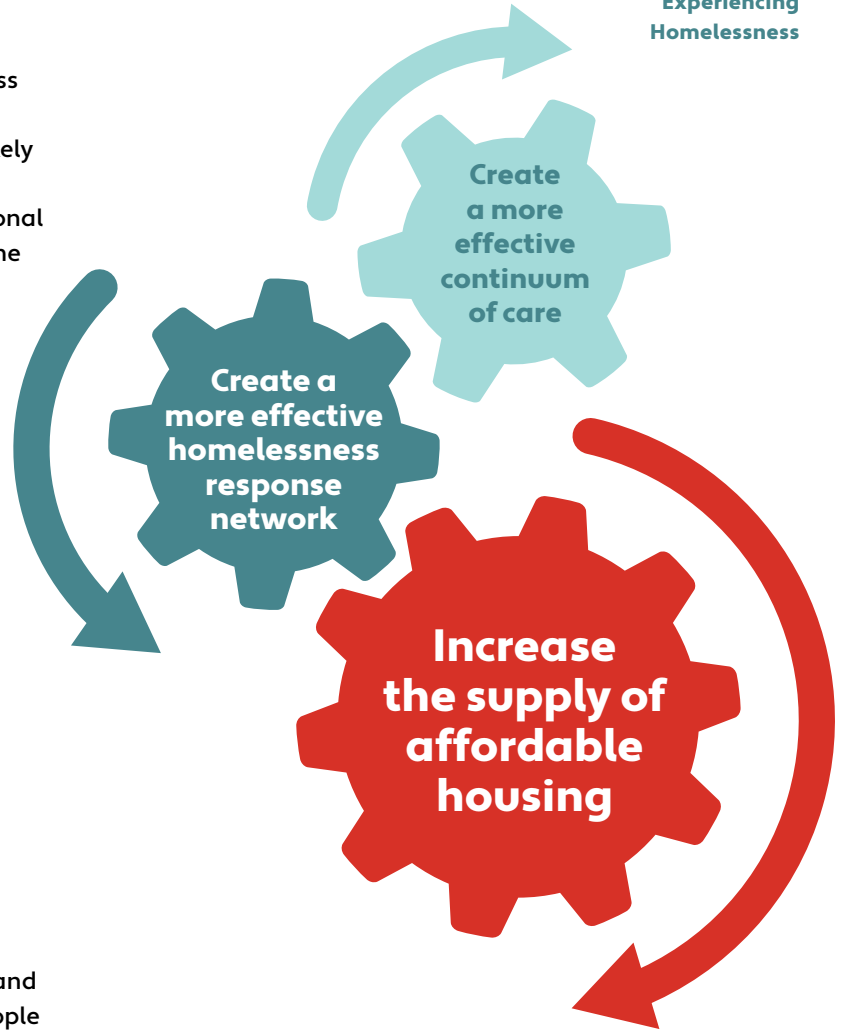 Experiencing
Homelessness
ss
ely
onal
ne
Create
a more
effective
continuum
of care
Create a
more effective
homelessness
response
network
Increase
the supply of
affordable
housing
and
ople